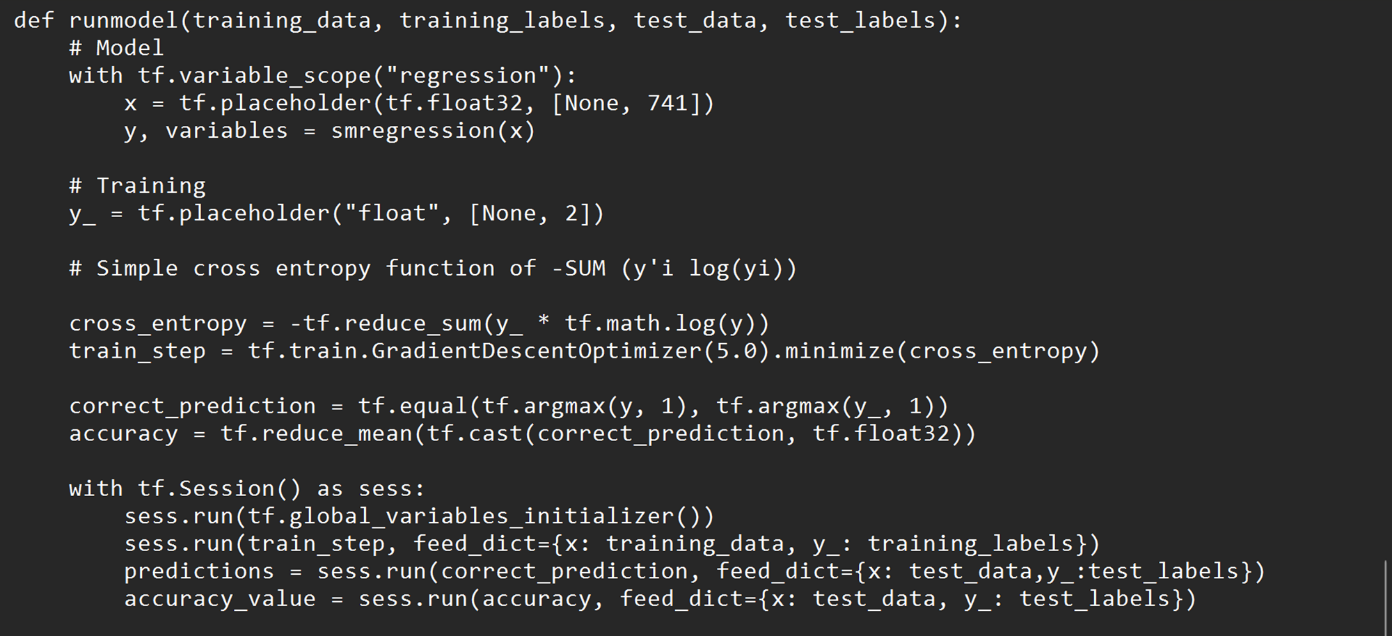 def runmodel(training_data, training_labels, test_data, test_labels):
    # Model
    with tf.variable_scope("regression"):
        x = tf.placeholder(tf.float32, [None, 741])
        y, variables = smregression(x)

    # Training
    y_ = tf.placeholder("float", [None, 2])

    # Simple cross entropy function of -SUM (y'i log(yi))

    cross_entropy = -tf.reduce_sum(y_ * tf.math.log(y))
    train_step = tf.train.GradientDescentOptimizer(5.0).minimize(cross_entropy)

    correct_prediction = tf.equal(tf.argmax(y, 1), tf.argmax(y_, 1))
    accuracy = tf.reduce_mean(tf.cast(correct_prediction, tf.float32))

    with tf.Session() as sess:
        sess.run(tf.global_variables_initializer())
        sess.run(train_step, feed_dict={x: training_data, y_: training_labels})
        predictions = sess.run(correct_prediction, feed_dict={x: test_data,y_:test_labels})
        accuracy_value = sess.run(accuracy, feed_dict={x: test_data, y_: test_labels})